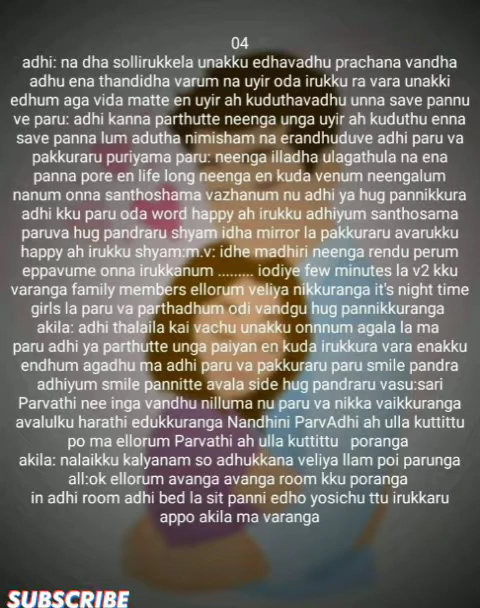 04
adhi: na dha sollirukkela unakku edhavadhu prachana vandha
adhu ena thandidha varum na uyir oda irukku ra vara unakki
edhum aga vida matte en uyir ah kuduthavadhu unna save pannu
ve paru: adhi kanna parthutte neenga unga uyir ah kuduthu enna
save panna lum adutha nimisham na erandhuduve adhi paru va
pakkuraru puriyama paru: neenga illadha ulagathula na ena
panna pore en life long neenga en kuda venum neengalum
nanum onna santhoshama vazhanum nu adhi ya hug pannikkura
adhi kku paru oda word happy ah irukku adhiyum santhosama
paruva hug pandraru shyam idha mirror la pakkuraru avarukku
happy ah irukku shyam:m.v: idhe madhiri neenga rendu perum
eppavume onna irukkanum ......... iodiye few minutes la v2 kku
varanga family members ellorum veliya nikkuranga it's night time
girls la paru va parthadhum odi vandgu hug pannikkuranga
akila: adhi thalaila kai vachu unakku onnnum agala la ma
paru adhi ya parthutte unga paiyan en kuda irukkura vara enakku
endhum agadhu ma adhi paru va pakkuraru paru smile pandra
adhiyum smile pannitte avala side hug pandraru vasu:sari
Parvathi nee inga vandhu nilluma nu paru va nikka vaikkuranga
avalulku harathi edukkuranga Nandhini ParvAdhi ah ulla kuttittu
po ma ellorum Parvathi ah ulla kuttittu poranga
akila: nalaikku kalyanam so adhukkana veliya llam poi parunga
all:ok ellorum avanga avanga room kku poranga
in adhi room adhi bed la sit panni edho yosichu ttu irukkaru
appo akila ma varanga
SUBSCRIBE